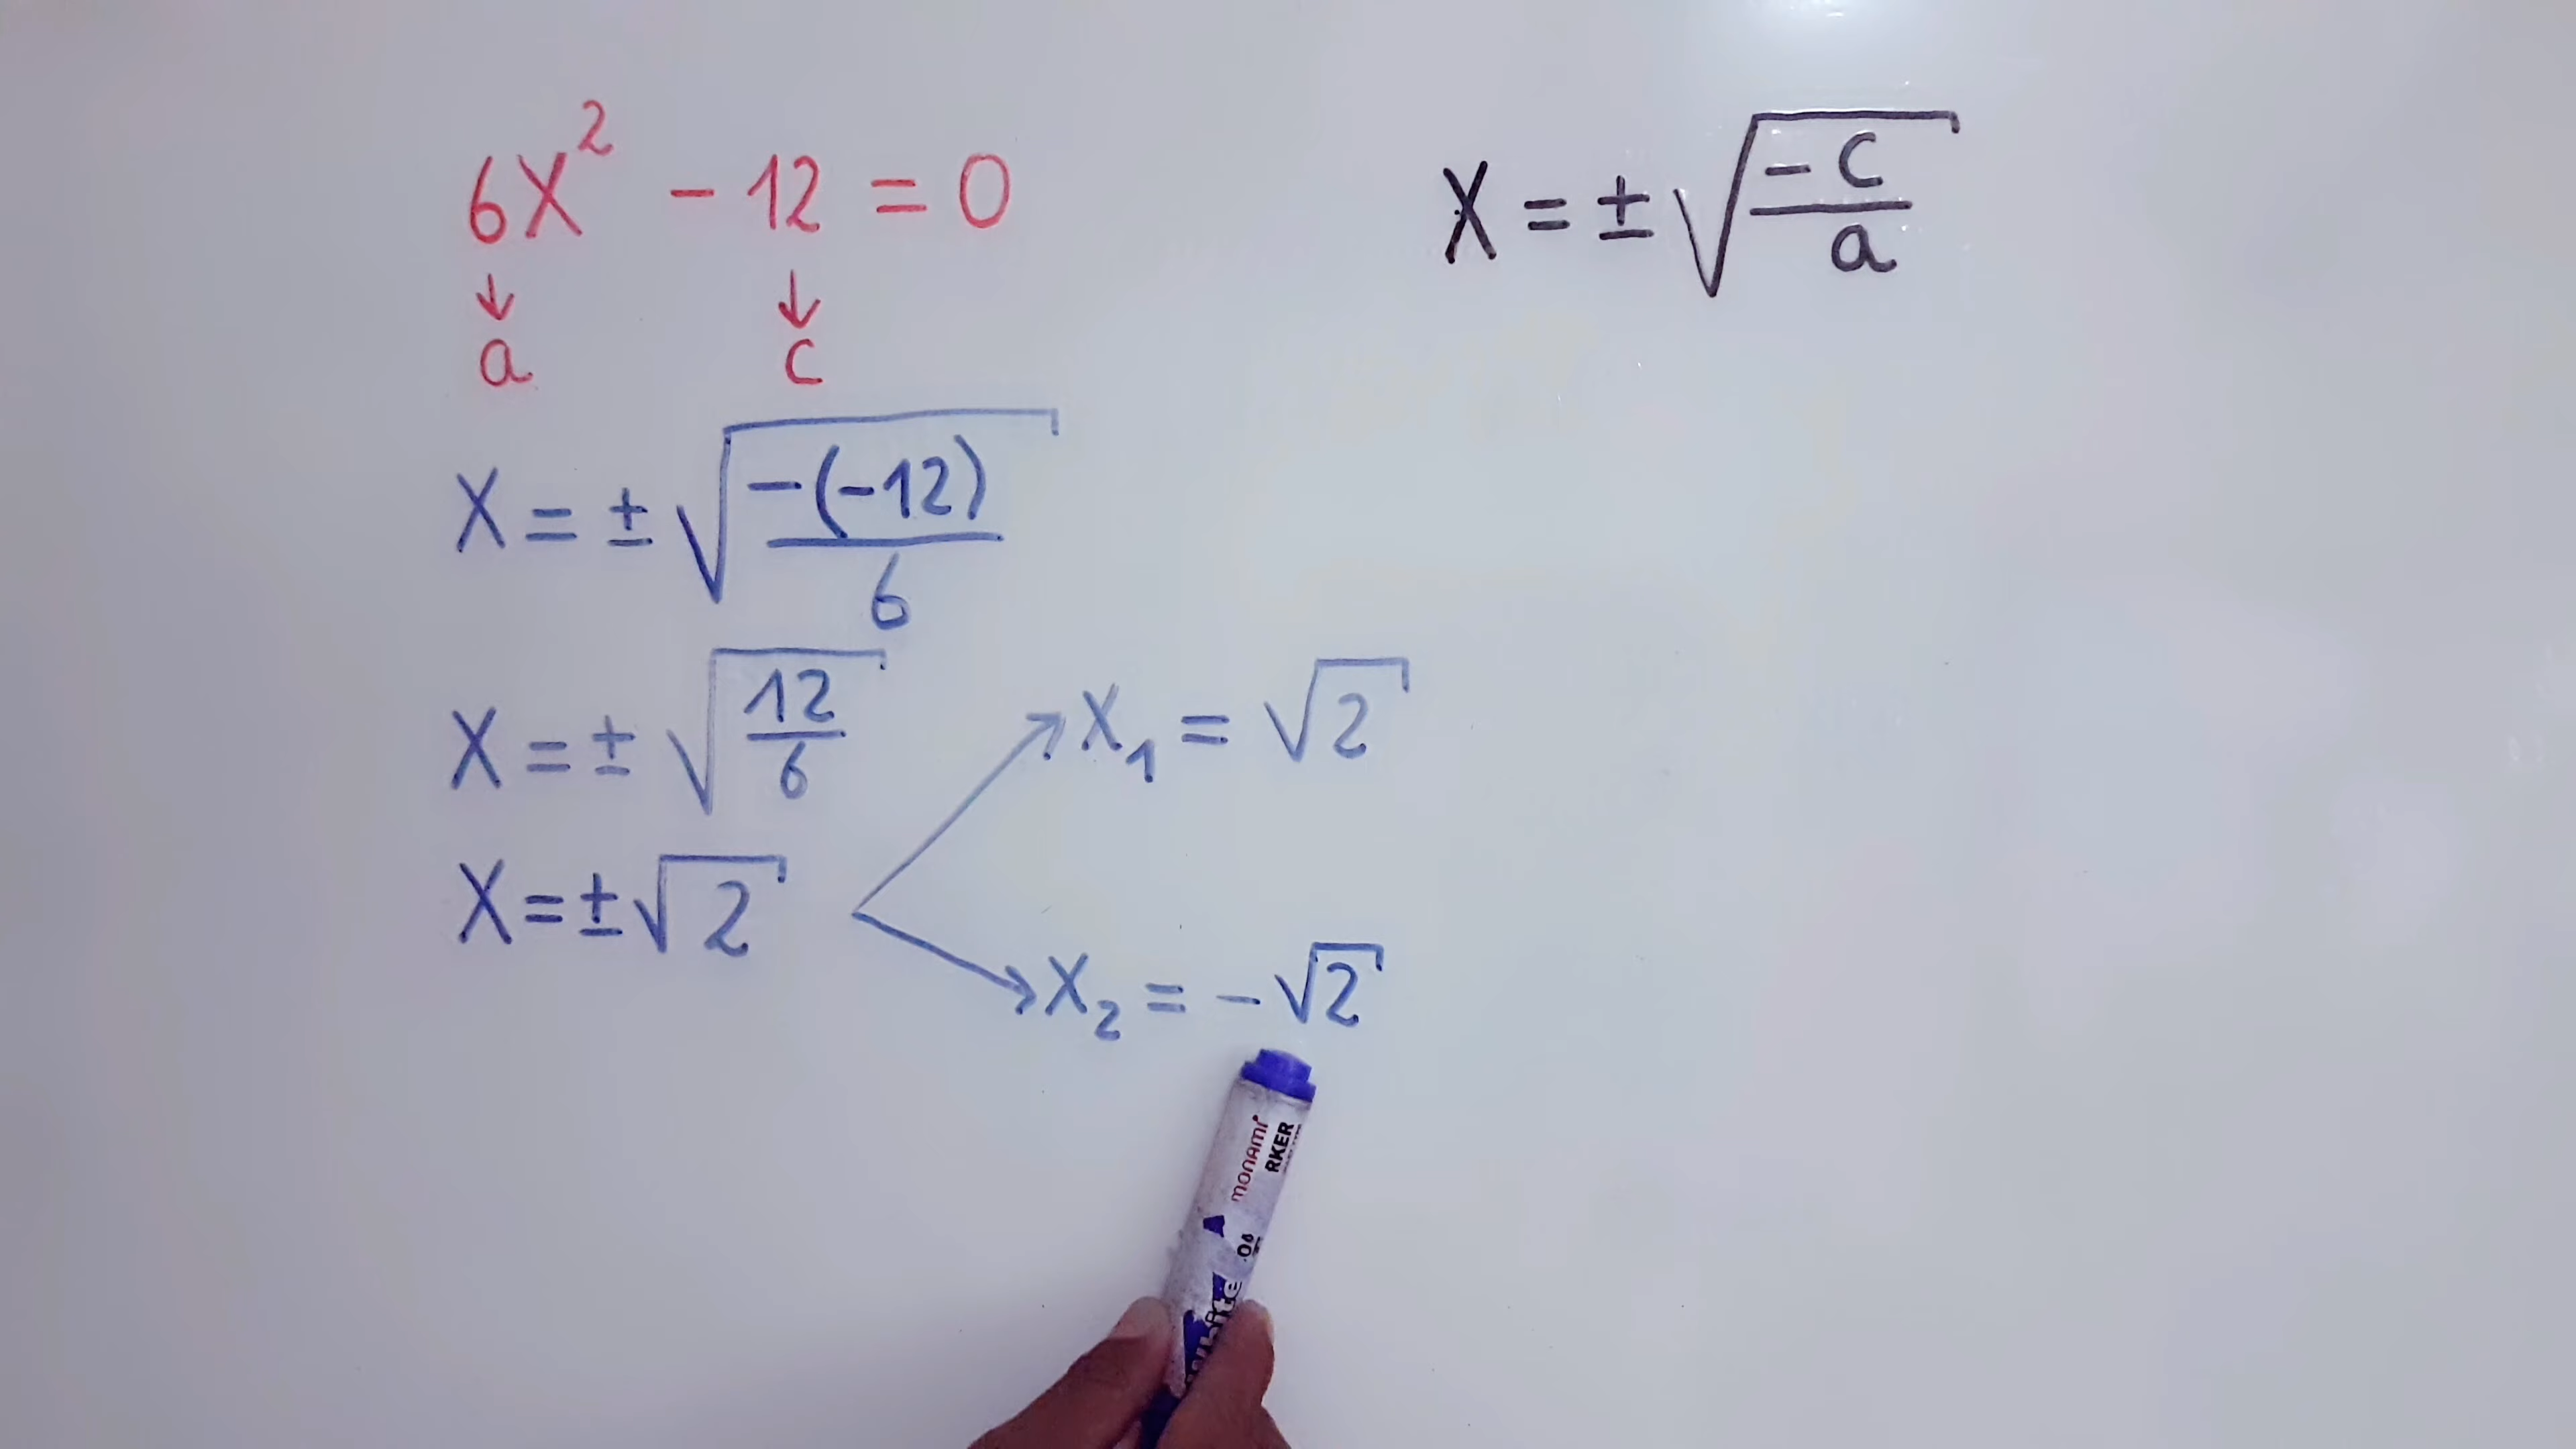 6X² - 12 = 0
↓ ↓
a c
X = ± √(-c/a)
X = ± √(-(-12)/6)
X = ± √(12/6)
X = ± √2
X₁ = √2
X₂ = -√2
monami
RKER